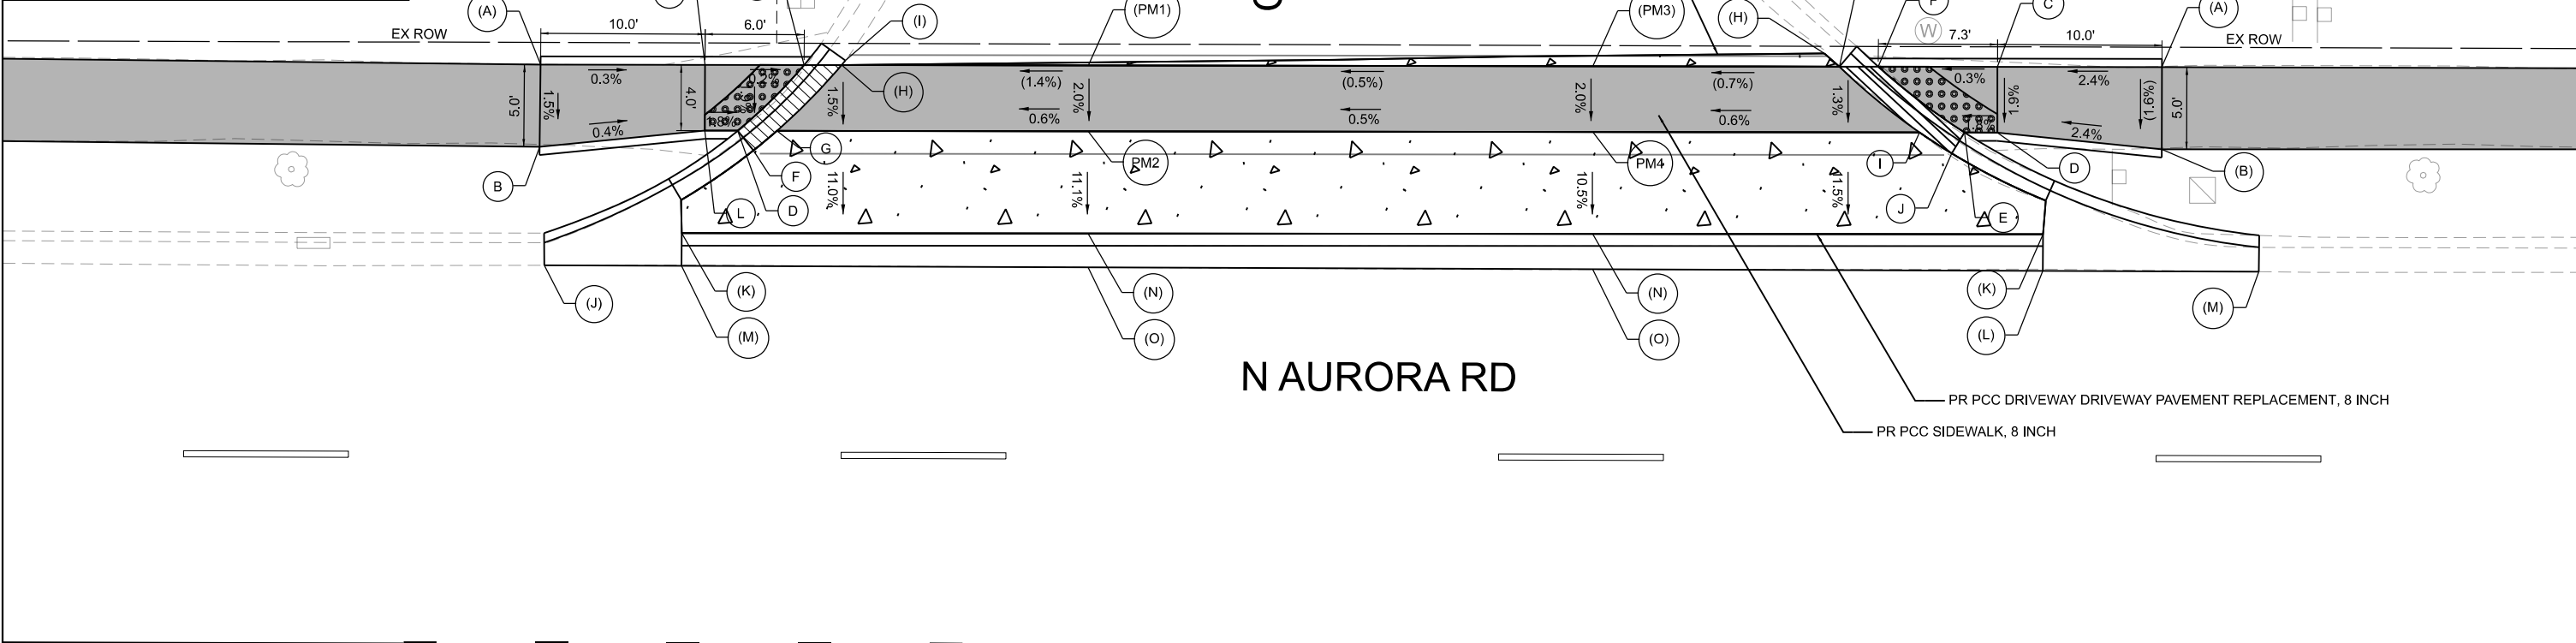 (A)
10.0'
6.0'
(I)
(PM1)
(PM3)
(H)
F
C
(A)
W
7.3'
10.0'
EX ROW
EX ROW
0.3%
(H)
(1.4%)
(0.5%)
(0.7%)
0.3%
2.4%
5.0'
1.5%
4.0'
1.5%
2.0%
2.0%
1.3%
1.9%
(1.6%)
5.0'
0.4%
1.8%
0.6%
0.5%
0.6%
2.4%
G
PM2
PM4
I
D
(B)
B
F
L
D
11.0%
11.1%
10.5%
11.5%
J
E
(J)
(K)
(N)
(N)
(K)
(M)
(M)
(O)
(O)
(L)
N AURORA RD
PR PCC DRIVEWAY DRIVEWAY PAVEMENT REPLACEMENT, 8 INCH
PR PCC SIDEWALK, 8 INCH